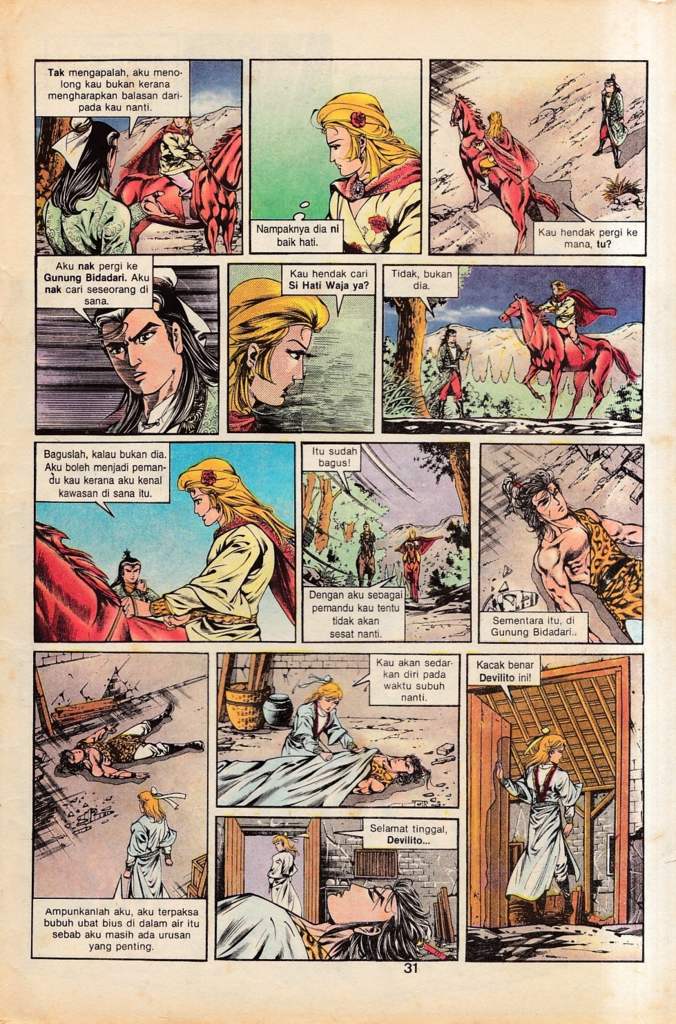 Tak mengapalah, aku meno-
long kau bukan kerana
mengharapkan balasan dari-
pada kau nanti.
Nampaknya dia ni
baik hati.
Kau hendak pergi ke
mana, tu?
Aku nak pergi ke
Gunung Bidadari. Aku
nak cari seseorang di
sana.
Kau hendak cari
Si Hati Waja ya?
Tidak, bukan
dia.
Baguslah, kalau bukan dia.
Aku boleh menjadi peman-
du kau kerana aku kenal
kawasan di sana itu.
Itu sudah
bagus!
Dengan aku sebagai
pemandu kau tentu
tidak akan
sesat nanti.
Sementara itu, di
Gunung Bidadari..
Ampunkanlah aku, aku terpaksa
bubuh ubat bius di dalam air itu
sebab aku masih ada urusan
yang penting.
Kau akan sedar-
kan diri pada
waktu subuh
nanti.
Selamat tinggal,
Devilito...
Kacak benar
Devilito ini!
31